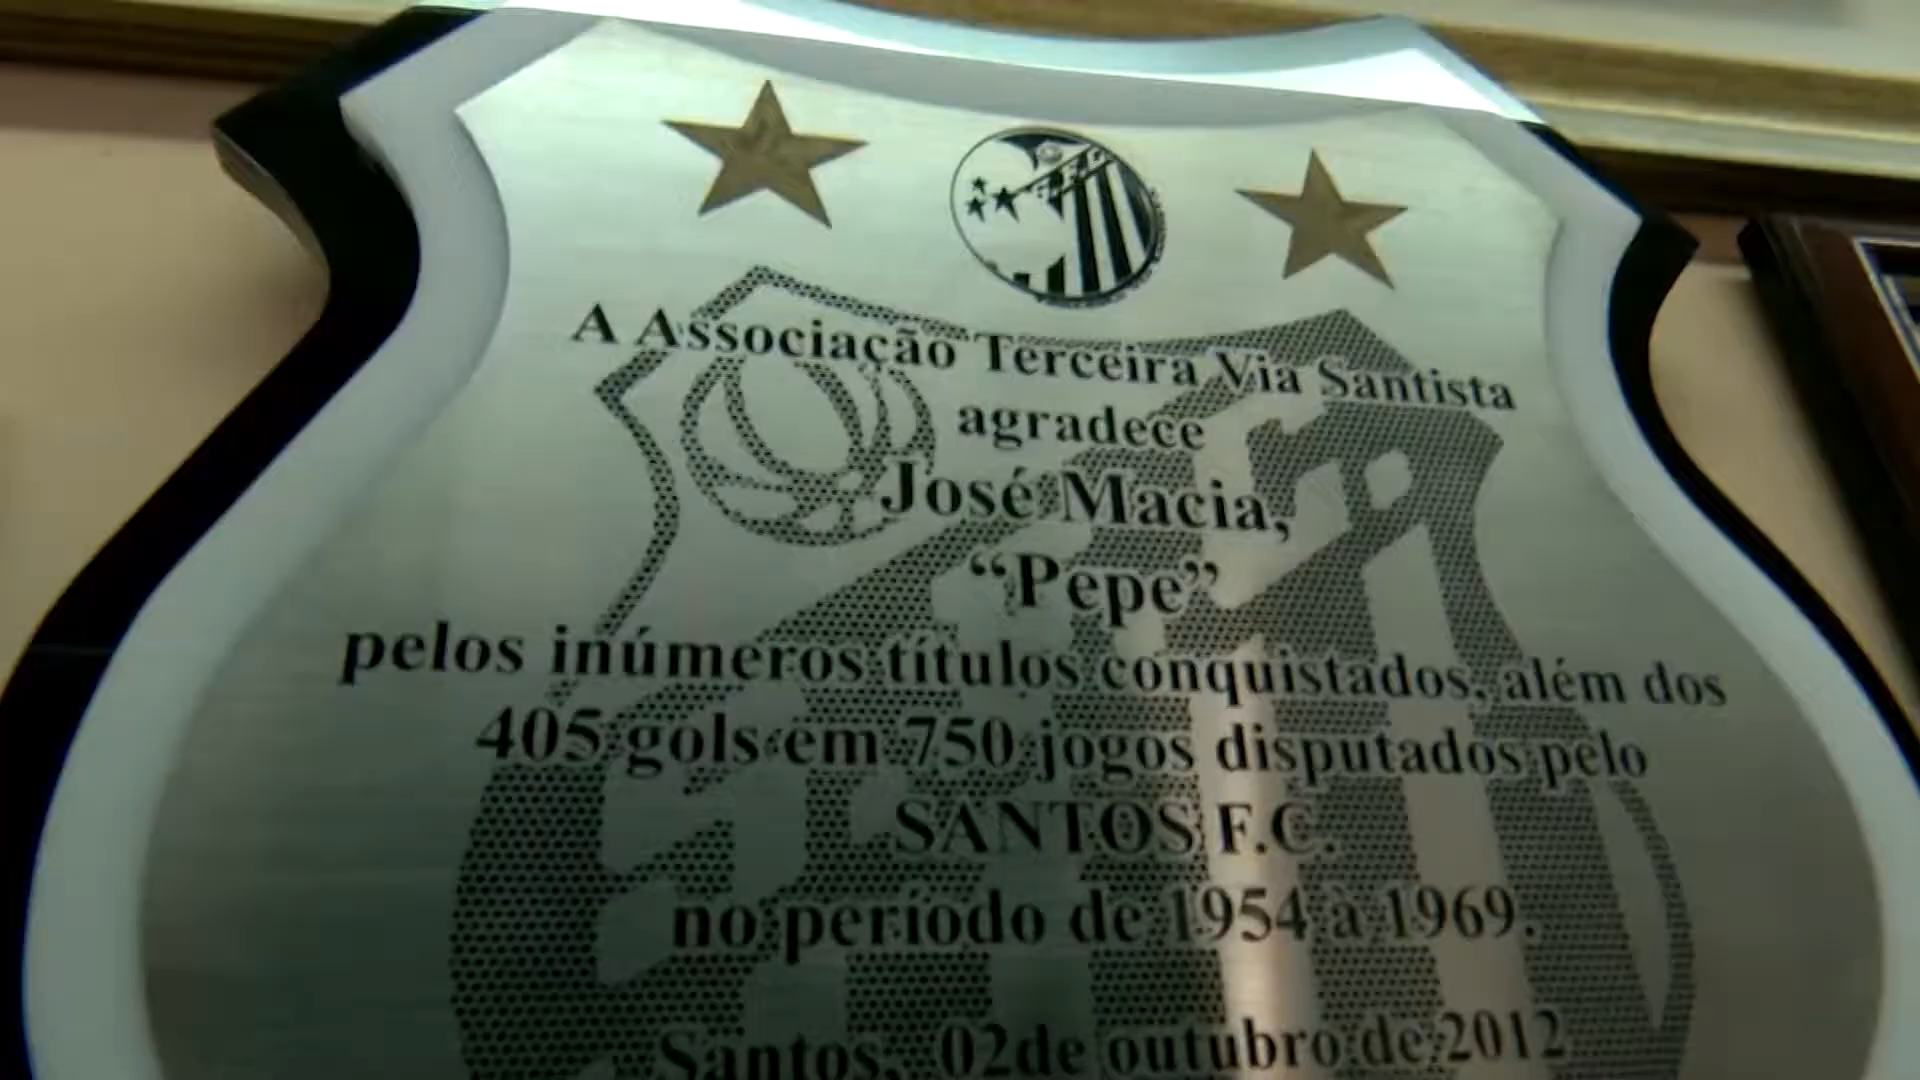 A Associação Terceira Via Santista
agradece
José Macia,
“Pepe”
pelos inúmeros títulos conquistados, além dos
405 gols em 750 jogos disputados pelo
SANTOS F.C.
no período de 1954 à 1969.
Santos, 02de outubro de 2012